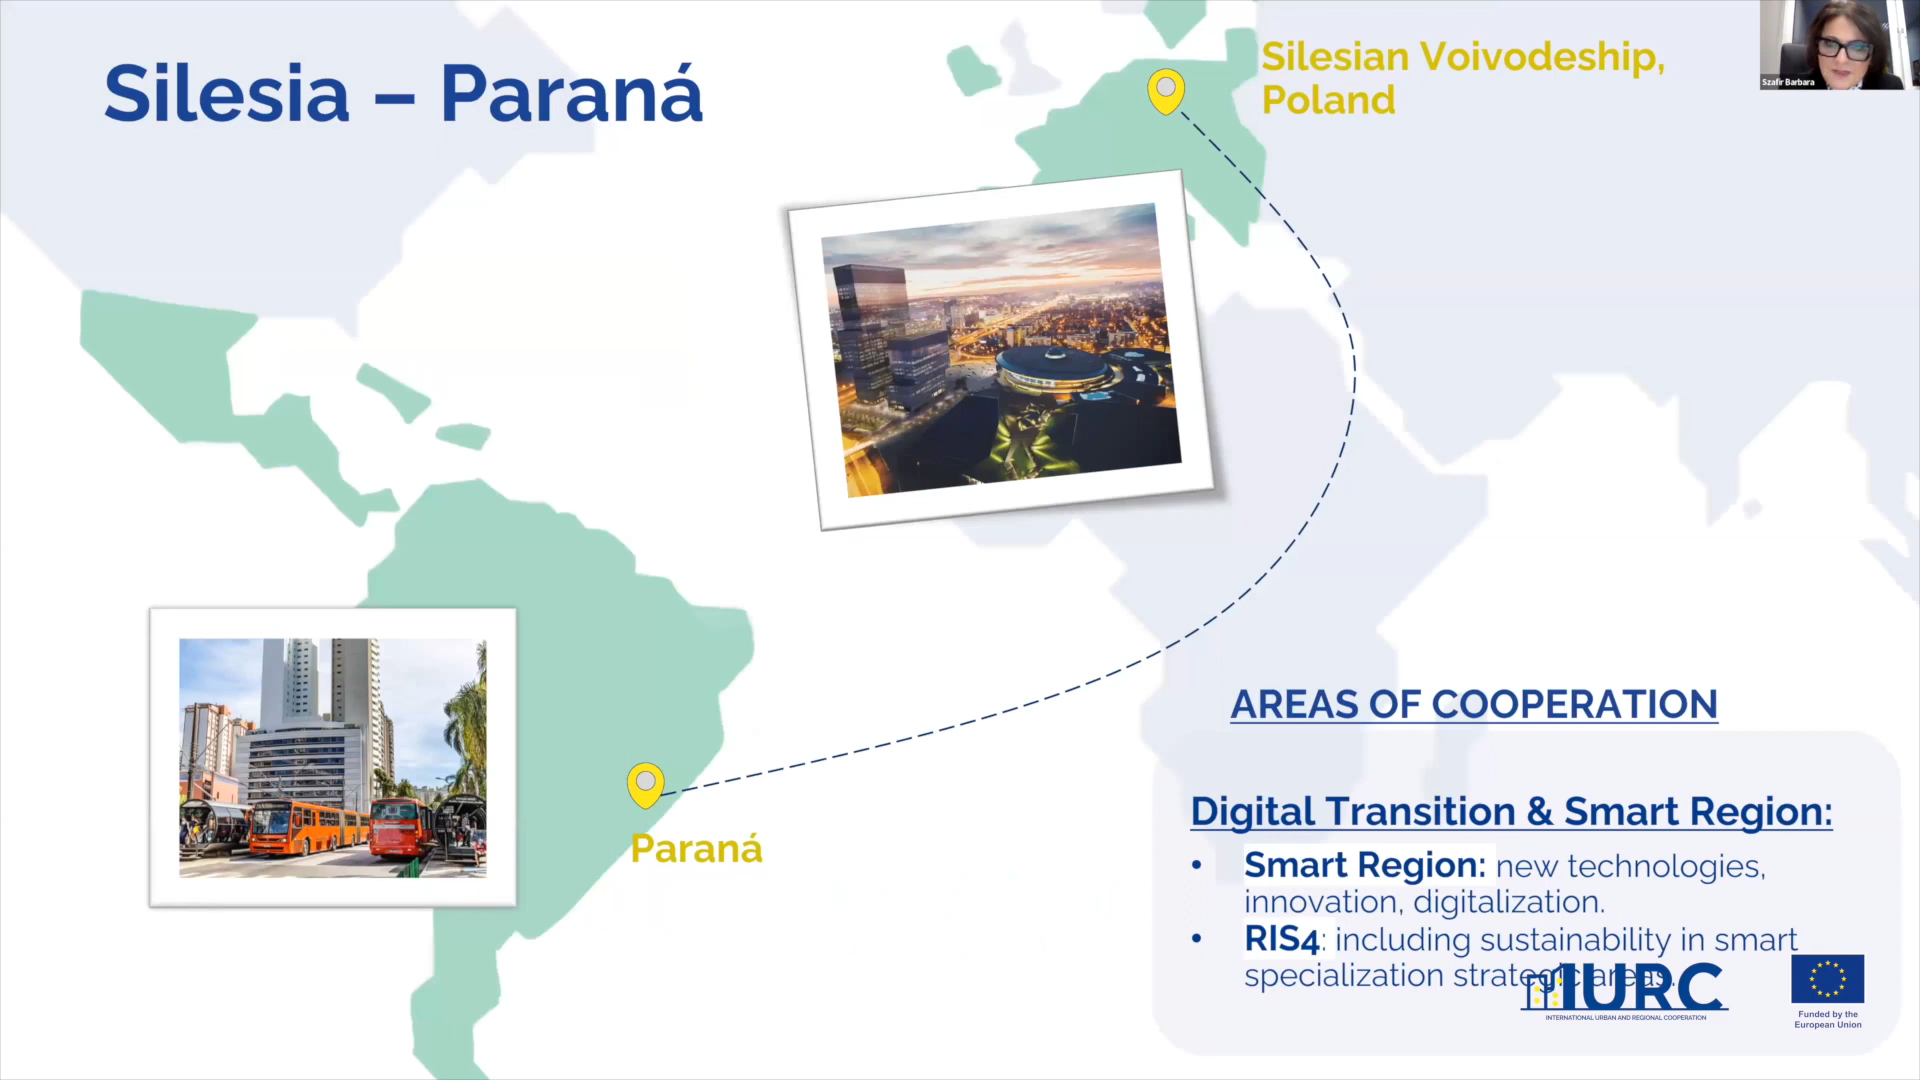 Silesia – Paraná
Silesian Voivodeship,
Poland
Szafir Barbara
Paraná
AREAS OF COOPERATION
Digital Transition & Smart Region:
• Smart Region: new technologies,
innovation, digitalization.
• RIS4: including sustainability in smart
specialization strategic areas.
IURC
INTERNATIONAL URBAN AND REGIONAL COOPERATION
Funded by the
European Union